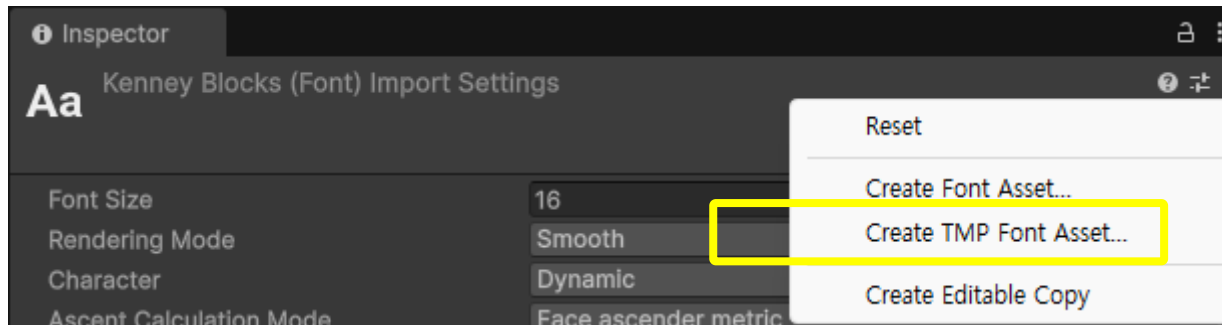 Inspector
Aa Kenney Blocks (Font) Import Settings
Reset
Create Font Asset...
Font Size 16
Create TMP Font Asset...
Rendering Mode Smooth
Character Dynamic
Create Editable Copy
Ascent Calculation Mode Face ascender metric